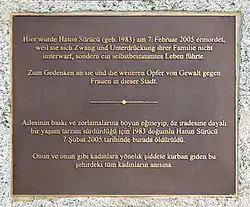 Hier wurde Hatun Sürücü (geb. 1983) am 7. Februar 2005 ermordet,
weil sie sich Zwang und Unterdrückung ihrer Familie nicht
unterwarf, sondern ein selbstbestimmtes Leben führte.
Zum Gedenken an sie und die weiteren Opfer von Gewalt gegen
Frauen in dieser Stadt.
Ailesinin baskı ve zorlamalarına boyun eğmeyip, öz iradesine dayalı
bir yaşam tarzını sürdürdüğü için 1983 doğumlu Hatun Sürücü
7 Şubat 2005 tarihinde burada öldürüldü.
Onun ve onun gibi kadınlara yönelik şiddete kurban giden bu
şehirdeki tüm kadınların anısına.